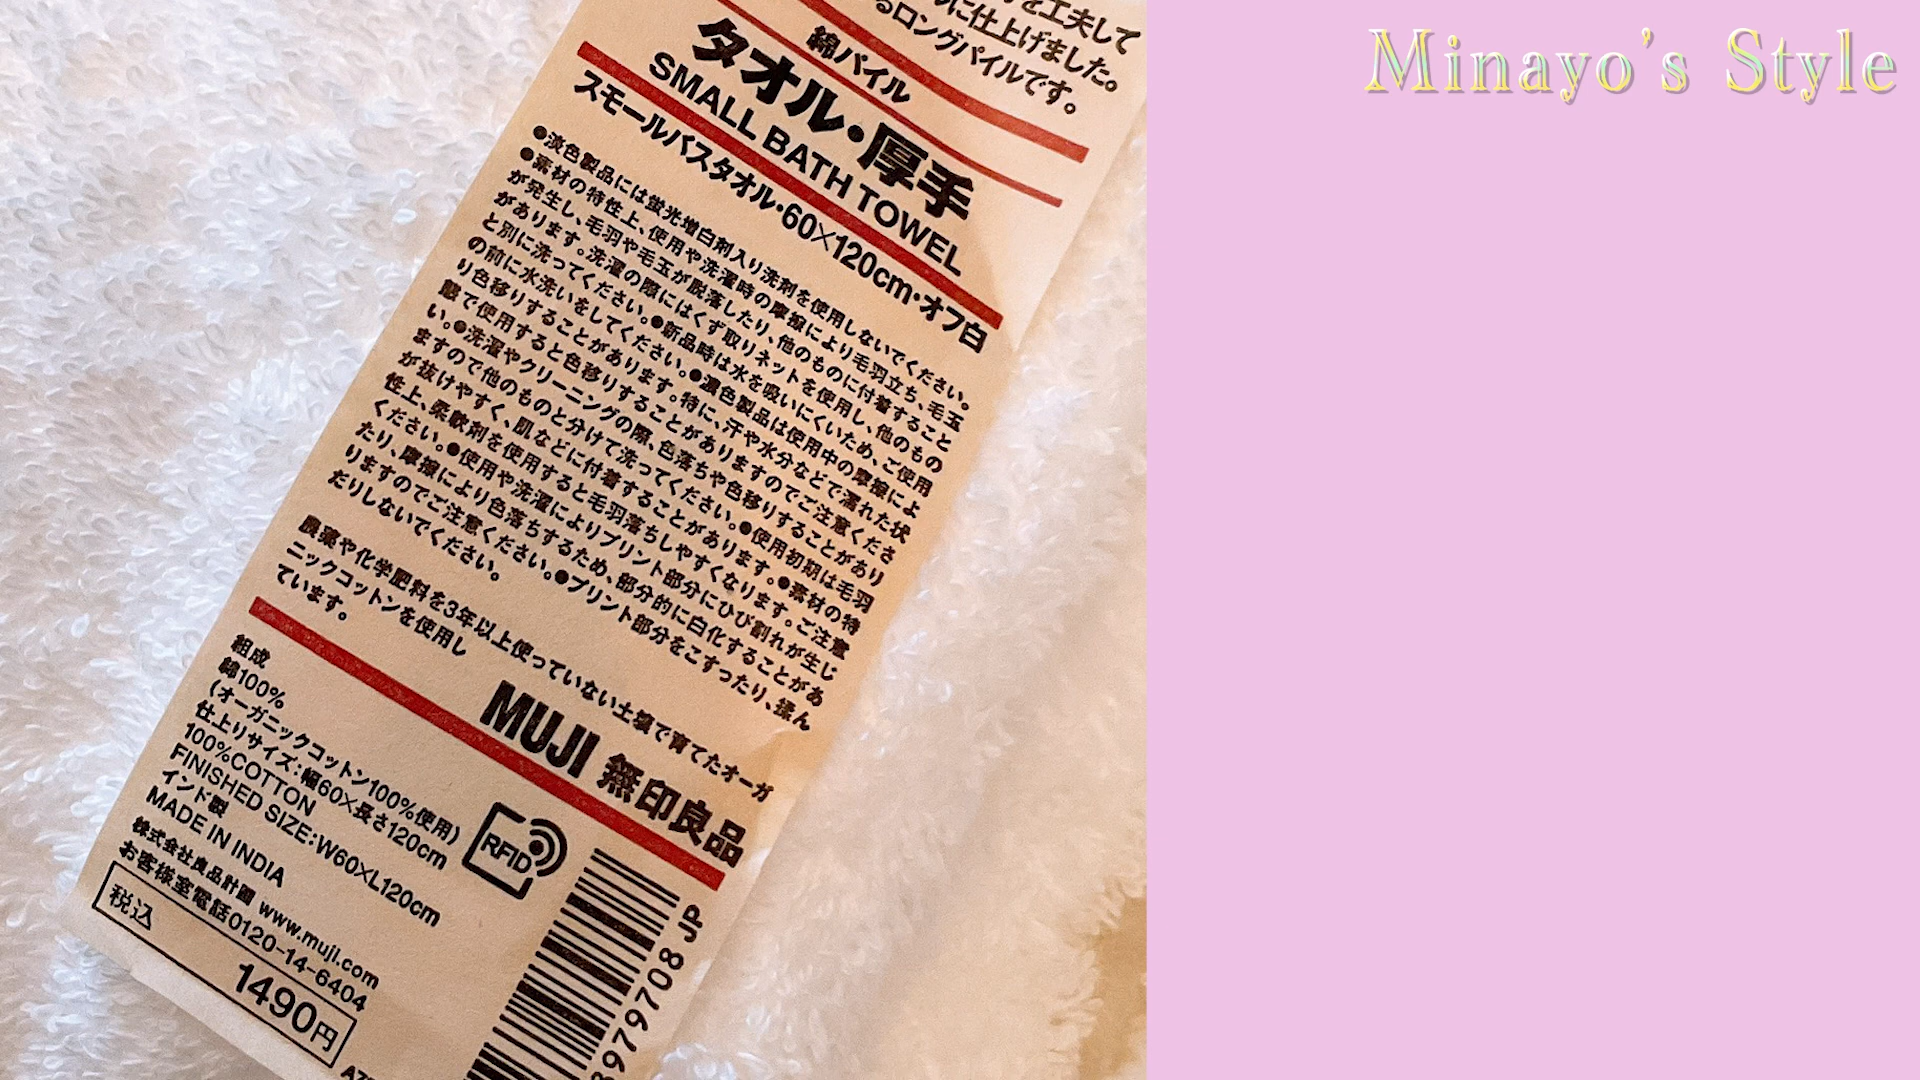 を工夫して
に仕上げました。
るロングパイルです。
綿パイル
タオル・厚手
SMALL BATH TOWEL
スモールバスタオル・60×120cm・オフ白
●淡色製品には蛍光増白剤入り洗剤を使用しないでください。
●素材の特性上、使用や洗濯時の摩擦により毛羽立ち、毛玉
が発生し、毛羽や毛玉が脱落したり、他のものに付着すること
があります。洗濯の際にはくず取りネットを使用し、他のもの
と別に洗ってください。●新品時は水を吸いにくいため、ご使用
の前に水洗いをしてください。●濃色製品は使用中の摩擦によ
り色移りすることがあります。特に、汗や水分などで濡れた状
態で使用すると色移りすることがありますのでご注意くださ
い。●洗濯やクリーニングの際、色落ちや色移りすることがあり
ますので他のものと分けて洗ってください。●使用初期は毛羽
が抜けやすく、肌などに付着することがあります。●素材の特
性上、柔軟剤を使用すると毛羽落ちしやすくなります。ご注意
ください。●使用や洗濯によりプリント部分にひび割れが生じ
たり、摩擦により色落ちするため、部分的に白化することがあ
りますのでご注意ください。●プリント部分をこすったり、揉ん
だりしないでください。
農薬や化学肥料を3年以上使っていない土壌で育てたオーガ
ニックコットンを使用し
ています。
MUJI 無印良品
組成
綿100%
(オーガニックコットン100%使用)
仕上りサイズ:幅60×長さ120cm
100%COTTON
FINISHED SIZE:W60×L120cm
インド製
MADE IN INDIA
株式会社良品計画 www.muji.com
お客様室電話0120-14-6404
税込
1490円
RFID
8979708 JP
Minayo's Style